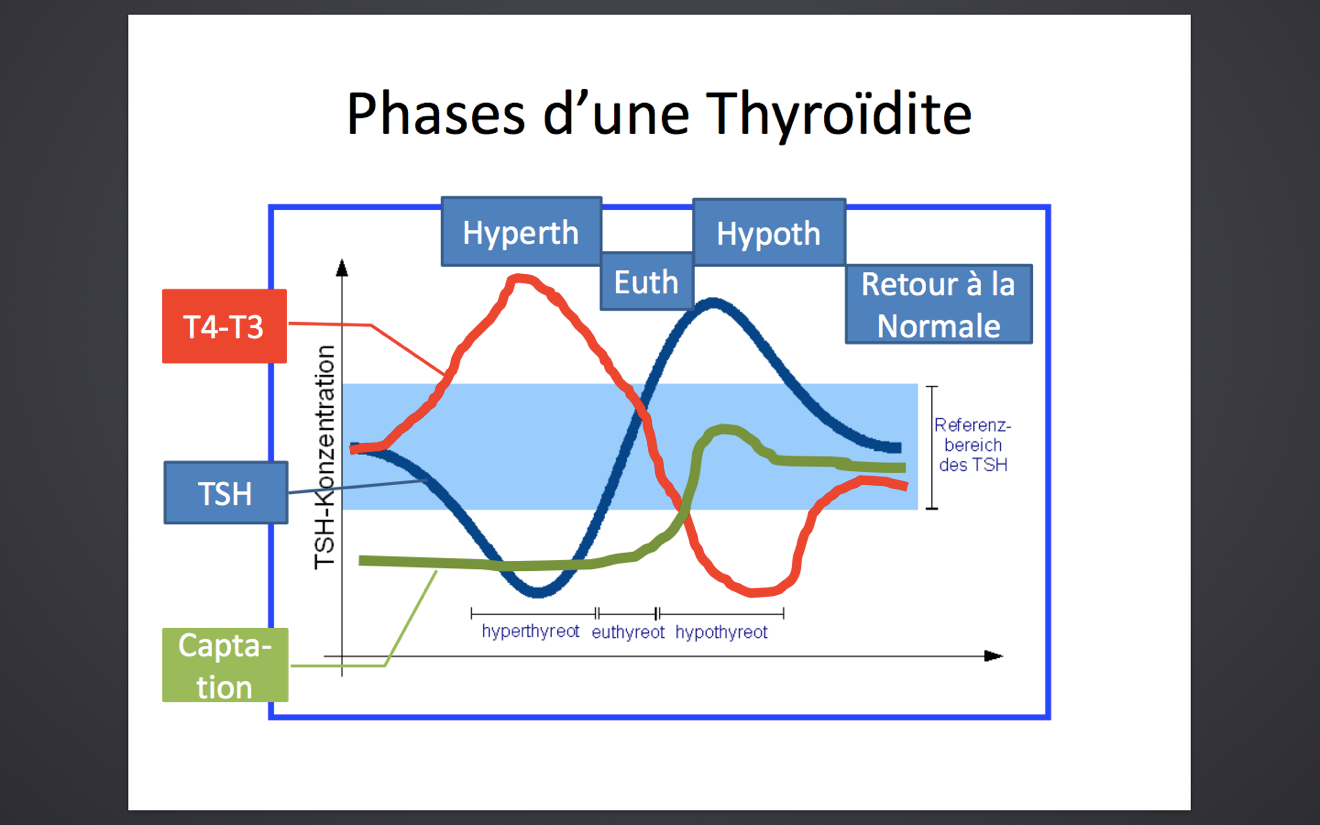 Phases d’une Thyroïdite
Hyperth
Hypoth
Euth
Retour à la
Normale
T4-T3
TSH
Capta-
tion
TSH-Konzentration
Referenz-
bereich
des TSH
hyperthyreot
euthyreot
hypothyreot